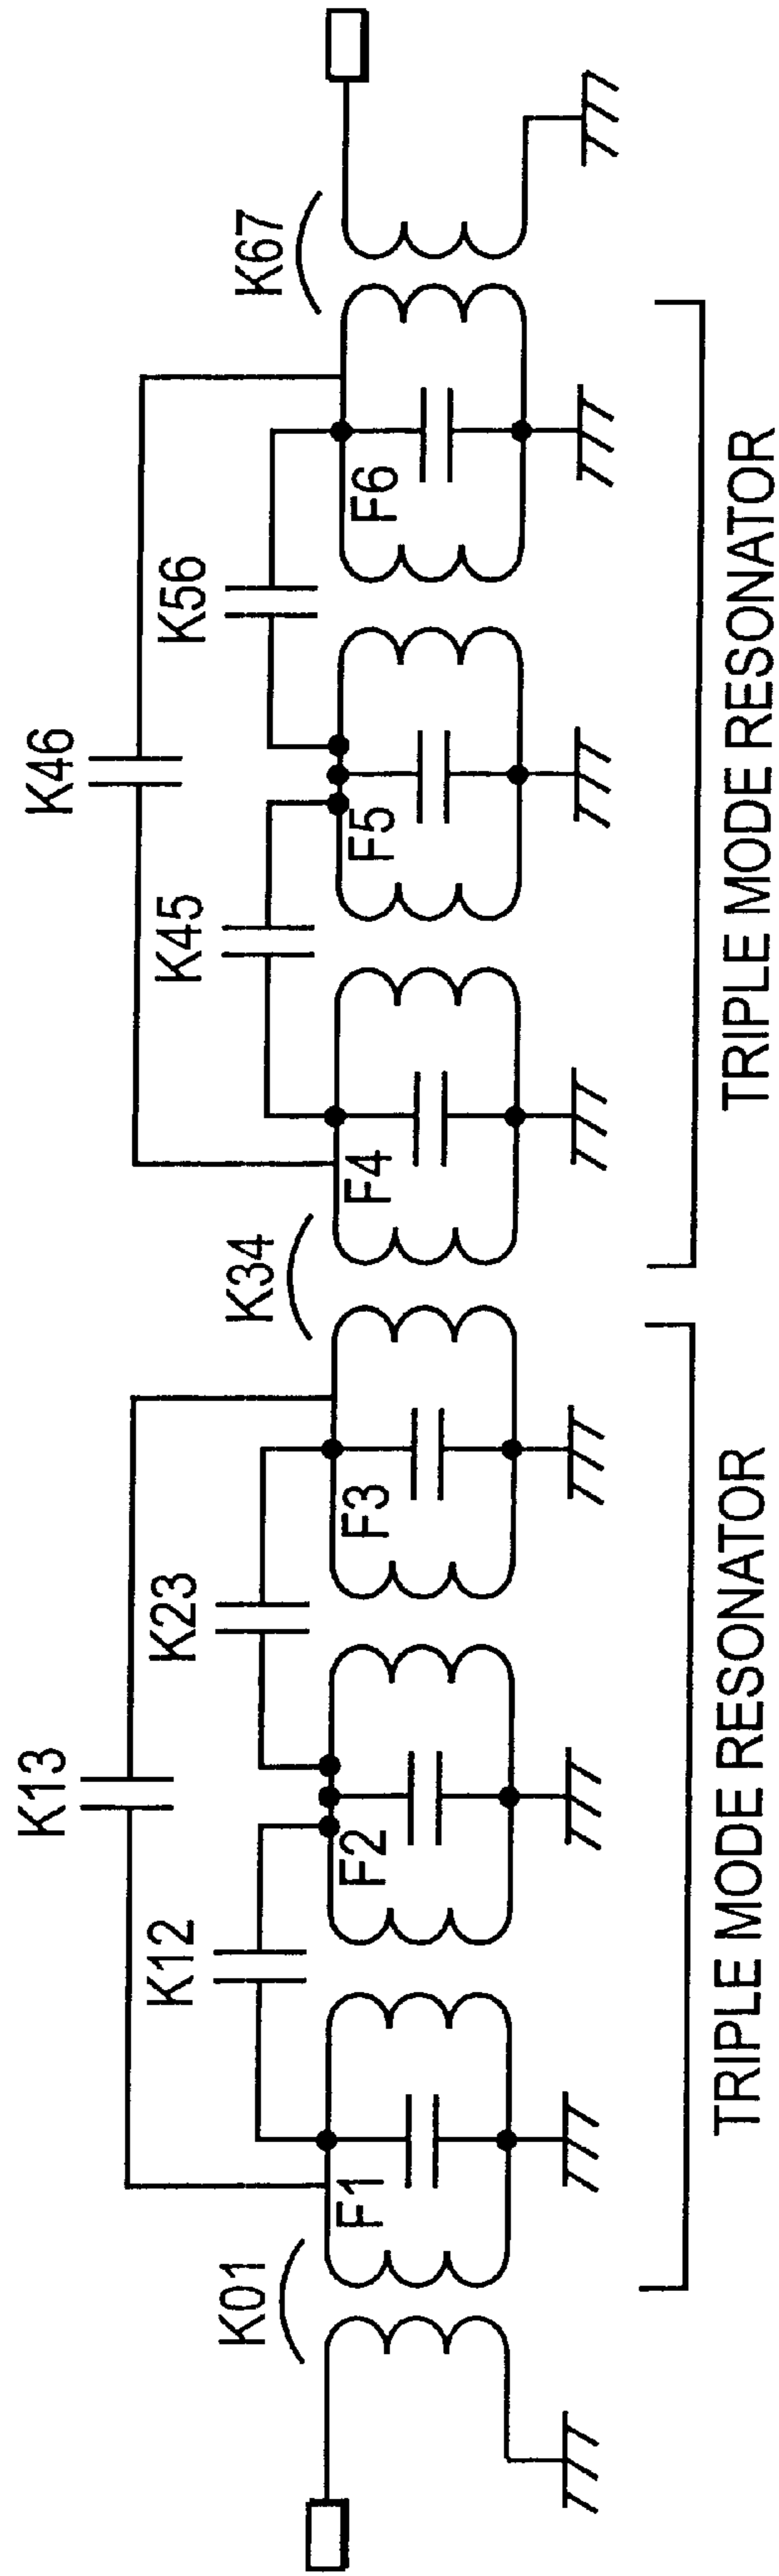 K13
K46
K12
K23
K45
K56
K01
K34
K67
F1
F2
F3
F4
F5
F6
TRIPLE MODE RESONATOR
TRIPLE MODE RESONATOR